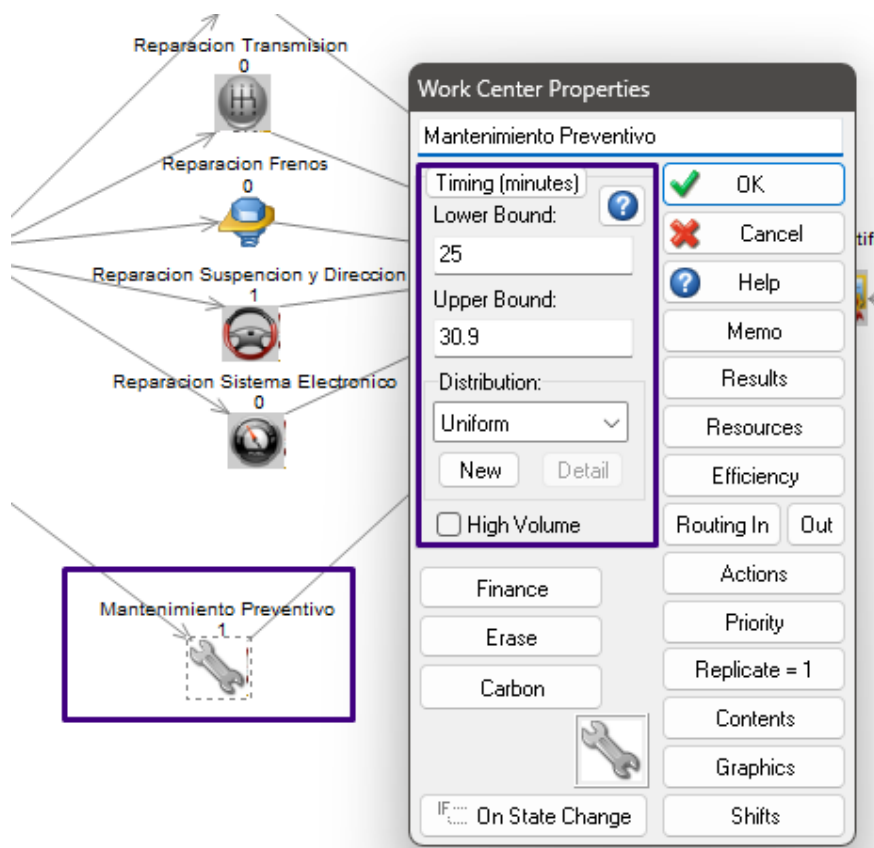 Reparacion Transmision
0
Reparacion Frenos
0
Reparacion Suspencion y Direccion
1
Reparacion Sistema Electronico
0
Mantenimiento Preventivo
1
Work Center Properties
Mantenimiento Preventivo
Timing (minutes)
Lower Bound:
25
Upper Bound:
30.9
Distribution:
Uniform
New Detail
High Volume
Finance
Erase
Carbon
IF On State Change
OK
Cancel
Help
Memo
Results
Resources
Efficiency
Routing In Out
Actions
Priority
Replicate = 1
Contents
Graphics
Shifts